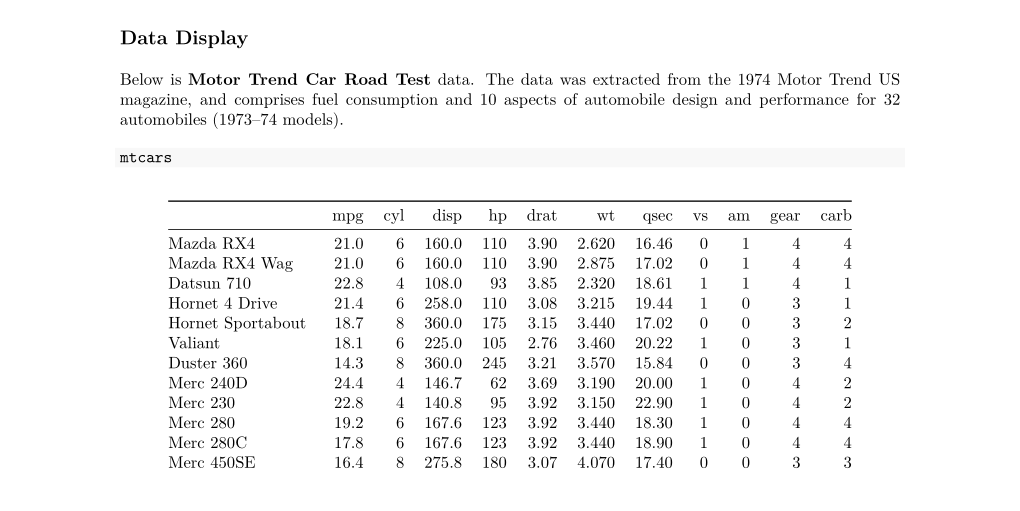 Data Display
Below is Motor Trend Car Road Test data. The data was extracted from the 1974 Motor Trend US
magazine, and comprises fuel consumption and 10 aspects of automobile design and performance for 32
automobiles (1973–74 models).
mtcars
mpg cyl disp hp drat wt qsec vs am gear carb
Mazda RX4 21.0 6 160.0 110 3.90 2.620 16.46 0 1 4 4
Mazda RX4 Wag 21.0 6 160.0 110 3.90 2.875 17.02 0 1 4 4
Datsun 710 22.8 4 108.0 93 3.85 2.320 18.61 1 1 4 1
Hornet 4 Drive 21.4 6 258.0 110 3.08 3.215 19.44 1 0 3 1
Hornet Sportabout 18.7 8 360.0 175 3.15 3.440 17.02 0 0 3 2
Valiant 18.1 6 225.0 105 2.76 3.460 20.22 1 0 3 1
Duster 360 14.3 8 360.0 245 3.21 3.570 15.84 0 0 3 4
Merc 240D 24.4 4 146.7 62 3.69 3.190 20.00 1 0 4 2
Merc 230 22.8 4 140.8 95 3.92 3.150 22.90 1 0 4 2
Merc 280 19.2 6 167.6 123 3.92 3.440 18.30 1 0 4 4
Merc 280C 17.8 6 167.6 123 3.92 3.440 18.90 1 0 4 4
Merc 450SE 16.4 8 275.8 180 3.07 4.070 17.40 0 0 3 3